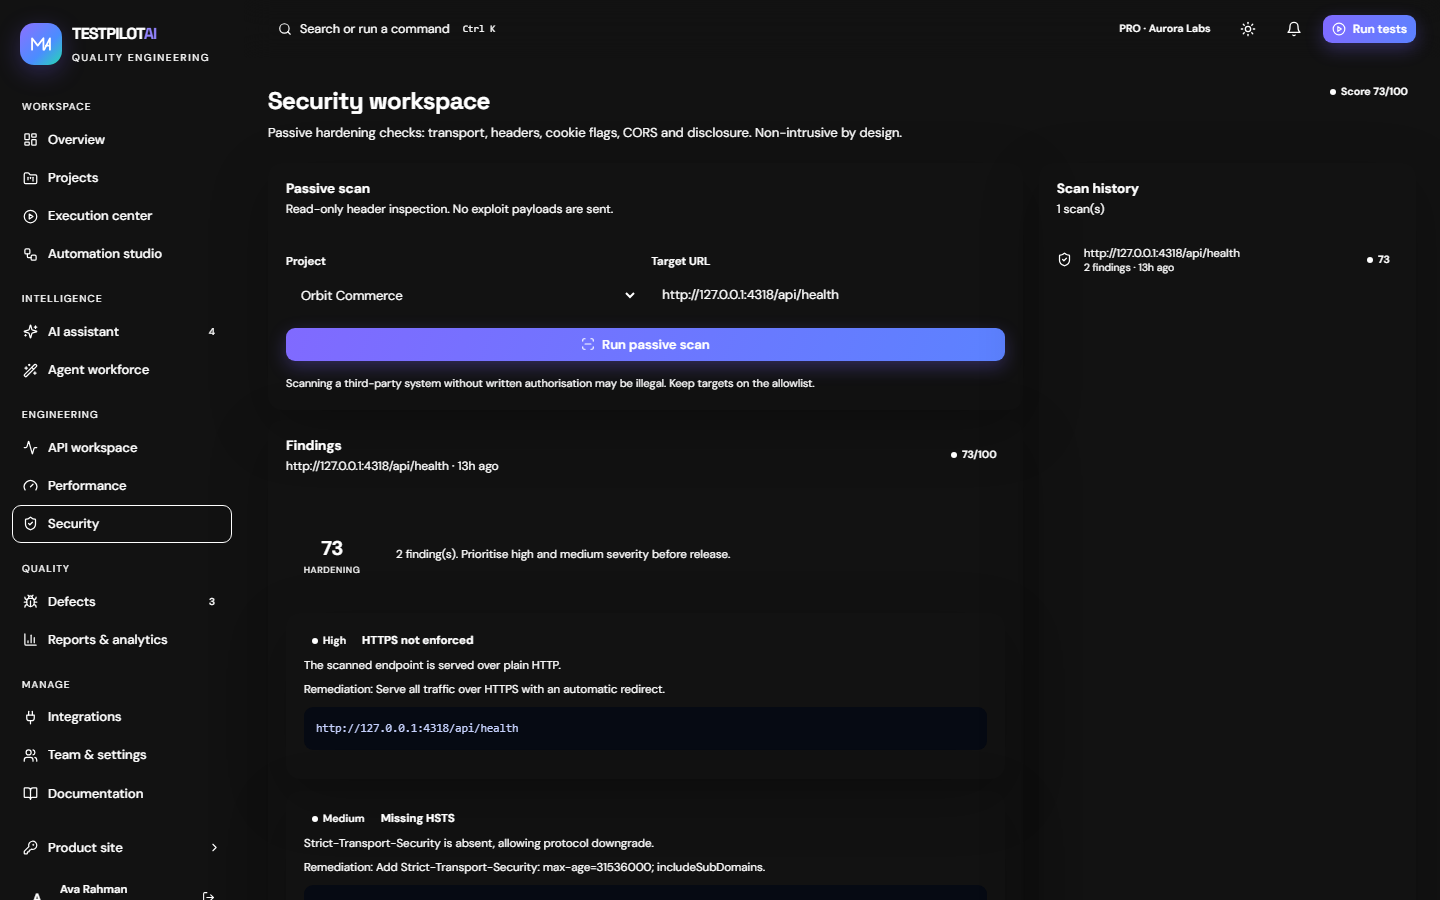 TESTPILOTAI
QUALITY ENGINEERING
Search or run a command Ctrl K
PRO · Aurora Labs
Run tests
WORKSPACE
Overview
Projects
Execution center
Automation studio
INTELLIGENCE
AI assistant 4
Agent workforce
ENGINEERING
API workspace
Performance
Security
QUALITY
Defects 3
Reports & analytics
MANAGE
Integrations
Team & settings
Documentation
Product site
Ava Rahman
A
Security workspace
Score 73/100
Passive hardening checks: transport, headers, cookie flags, CORS and disclosure. Non-intrusive by design.
Passive scan
Read-only header inspection. No exploit payloads are sent.
Project
Orbit Commerce
Target URL
http://127.0.0.1:4318/api/health
Run passive scan
Scanning a third-party system without written authorisation may be illegal. Keep targets on the allowlist.
Findings
http://127.0.0.1:4318/api/health · 13h ago
73/100
73
HARDENING
2 finding(s). Prioritise high and medium severity before release.
High HTTPS not enforced
The scanned endpoint is served over plain HTTP.
Remediation: Serve all traffic over HTTPS with an automatic redirect.
http://127.0.0.1:4318/api/health
Medium Missing HSTS
Strict-Transport-Security is absent, allowing protocol downgrade.
Remediation: Add Strict-Transport-Security: max-age=31536000; includeSubDomains.
Scan history
1 scan(s)
http://127.0.0.1:4318/api/health
2 findings · 13h ago
73